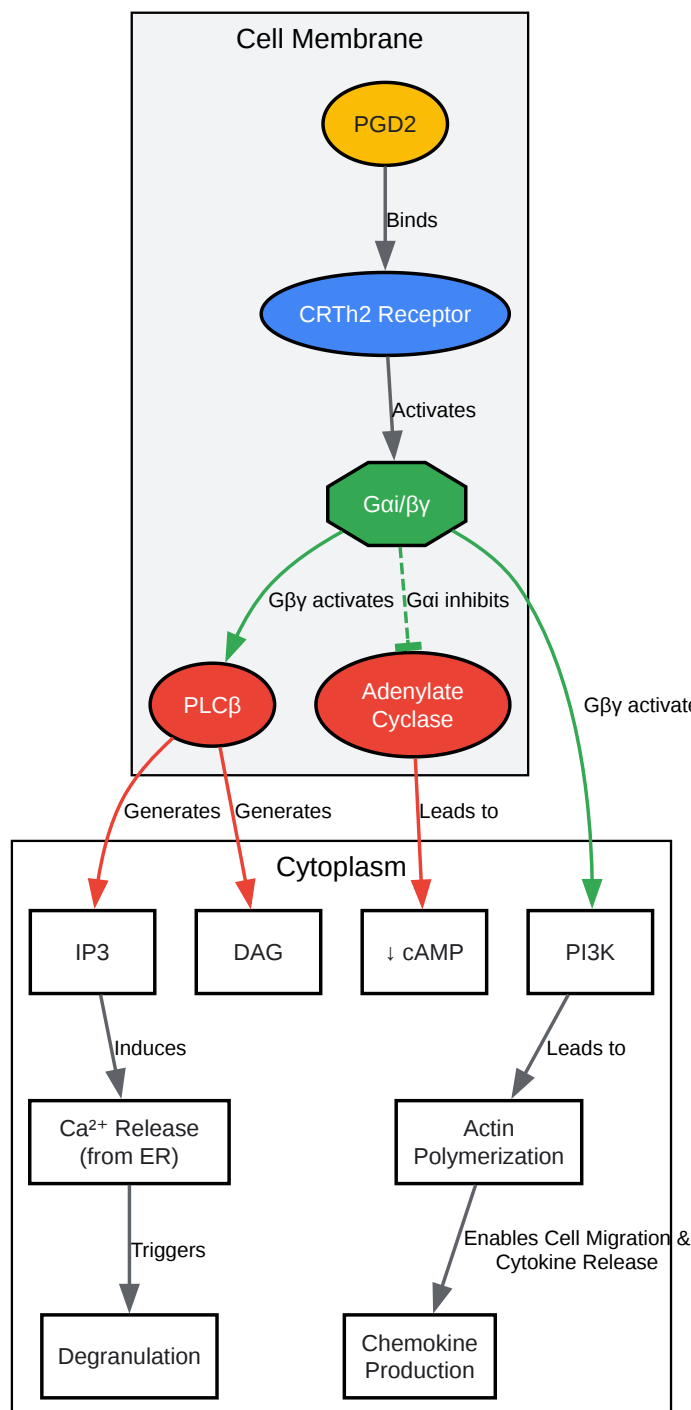 Cell Membrane
PGD2
Binds
CRTh2 Receptor
Activates
Gαi/βγ
Gβγ activates
Gαi inhibits
PLCβ
Adenylate
Cyclase
Gβγ activate
Generates
Generates
Leads to
Cytoplasm
IP3
DAG
↓ cAMP
PI3K
Induces
Leads to
Ca²⁺ Release
(from ER)
Actin
Polymerization
Triggers
Enables Cell Migration &
Cytokine Release
Degranulation
Chemokine
Production